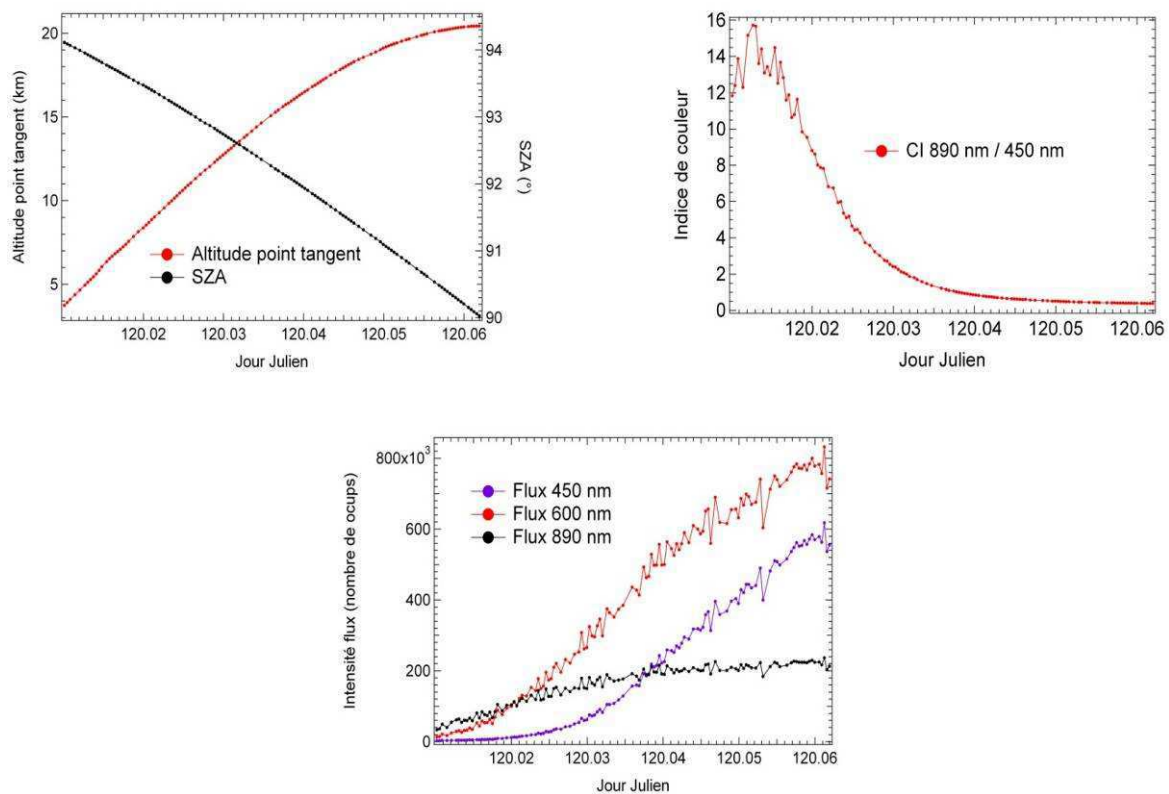 20
15
10
5
Altitude point tangent (km)
94
93
92
91
90
SZA (°)
Altitude point tangent
SZA
120.02 120.03 120.04 120.05 120.06
Jour Julien
16
14
12
10
8
6
4
2
0
Indice de couleur
CI 890 nm / 450 nm
120.02 120.03 120.04 120.05 120.06
Jour Julien
800x10³
600
400
200
0
Intensité flux (nombre de ocups)
Flux 450 nm
Flux 600 nm
Flux 890 nm
120.02 120.03 120.04 120.05 120.06
Jour Julien